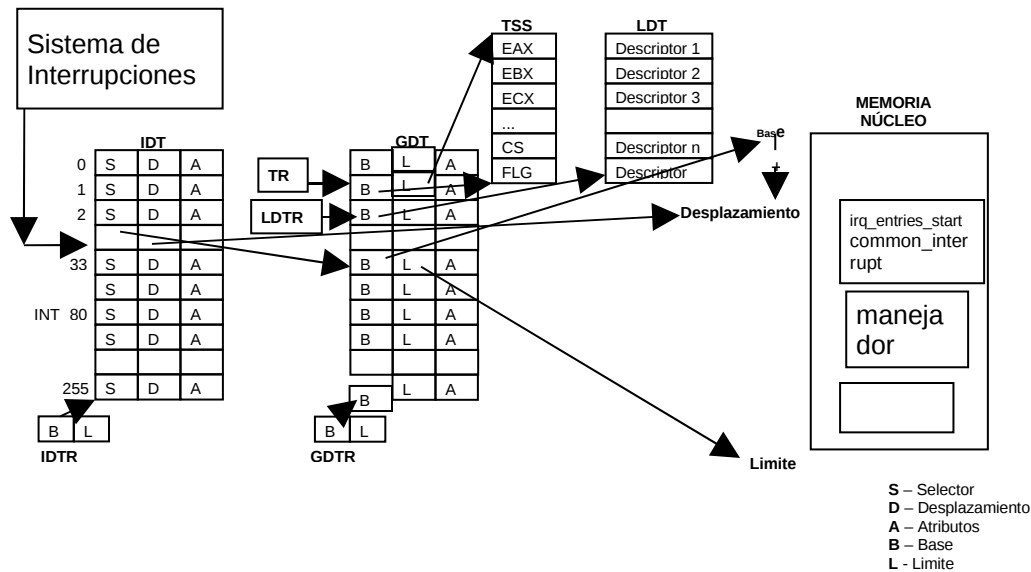 Sistema de
Interrupciones
TSS
EAX
EBX
ECX
...
CS
FLG
LDT
Descriptor 1
Descriptor 2
Descriptor 3
Descriptor n
Descriptor
MEMORIA
NÚCLEO
Base
+
Desplazamiento
irq_entries_start
common_inter
rupt
maneja
dor
Limite
IDT
0 S D A
1 S D A
2 S D A
33 S D A
S D A
INT 80 S D A
S D A
255 S D A
B L
IDTR
TR
LDTR
GDT
B L A
B L A
B L A
B L A
B L A
B L A
B L A
B L A
B L
GDTR
S – Selector
D – Desplazamiento
A – Atributos
B – Base
L - Limite